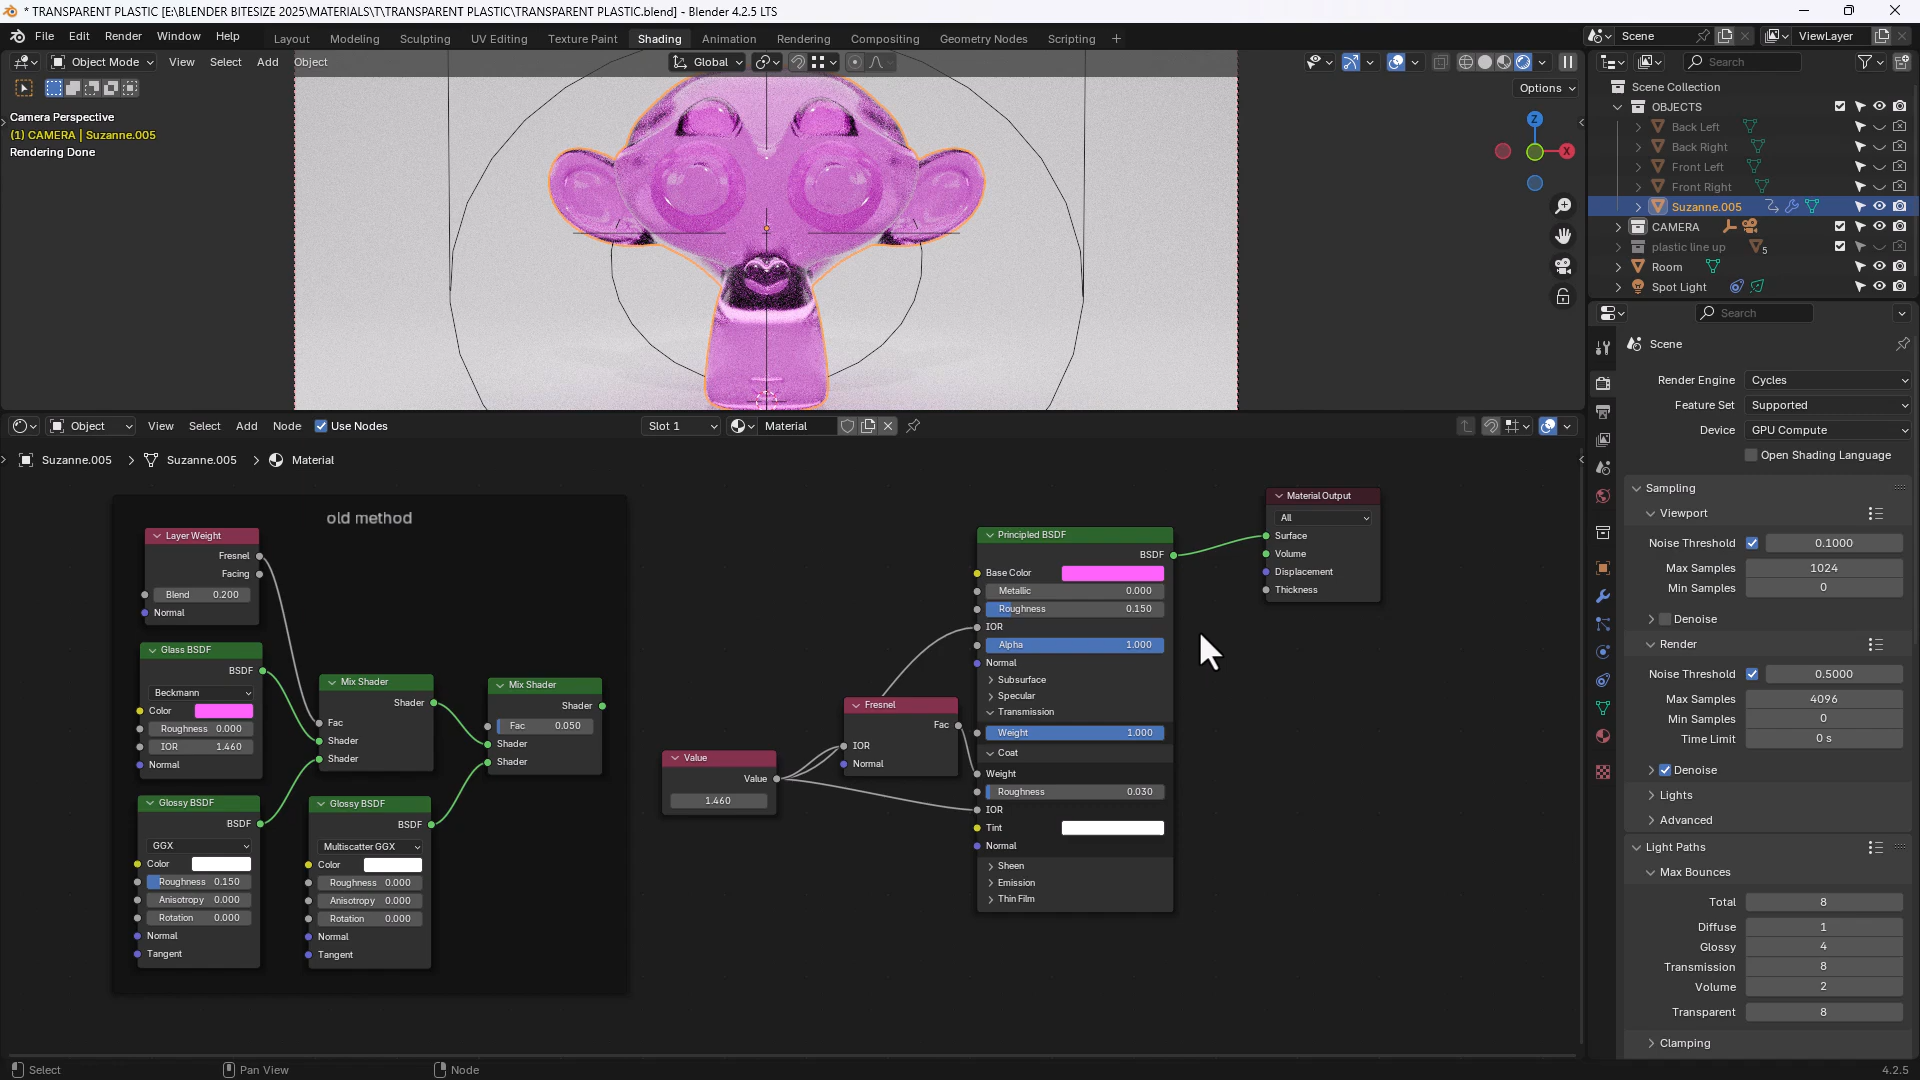 * TRANSPARENT PLASTIC [E:\BLENDER BITESIZE 2025\MATERIALS\T\TRANSPARENT PLASTIC\TRANSPARENT PLASTIC.blend] - Blender 4.2.5 LTS
File Edit Render Window Help Layout Modeling Sculpting UV Editing Texture Paint Shading Animation Rendering Compositing Geometry Nodes Scripting + Scene ViewLayer
Object Mode View Select Add Object Global Search
Options
Camera Perspective
(1) CAMERA | Suzanne.005
Rendering Done
Z
X
Scene Collection
OBJECTS
Back Left
Back Right
Front Left
Front Right
Suzanne.005
CAMERA
plastic line up 5
Room
Spot Light
Object View Select Add Node Use Nodes Slot 1 Material
Suzanne.005 > Suzanne.005 > Material
old method
Layer Weight
Fresnel
Facing
Blend 0.200
Normal
Glass BSDF
BSDF
Beckmann
Color
Roughness 0.000
IOR 1.460
Normal
Glossy BSDF
BSDF
GGX
Color
Roughness 0.150
Anisotropy 0.000
Rotation 0.000
Normal
Tangent
Mix Shader
Shader
Fac
Shader
Shader
Glossy BSDF
BSDF
Multiscatter GGX
Color
Roughness 0.000
Anisotropy 0.000
Rotation 0.000
Normal
Tangent
Mix Shader
Shader
Fac 0.050
Shader
Shader
Value
Value
1.460
Fresnel
Fac
IOR
Normal
Principled BSDF
BSDF
Base Color
Metallic 0.000
Roughness 0.150
IOR
Alpha 1.000
Normal
Subsurface
Specular
Transmission
Weight 1.000
Coat
Weight
Roughness 0.030
IOR
Tint
Normal
Sheen
Emission
Thin Film
Material Output
All
Surface
Volume
Displacement
Thickness
Search
Scene
Render Engine Cycles
Feature Set Supported
Device GPU Compute
Open Shading Language
Sampling
Viewport
Noise Threshold 0.1000
Max Samples 1024
Min Samples 0
Denoise
Render
Noise Threshold 0.5000
Max Samples 4096
Min Samples 0
Time Limit 0 s
Denoise
Lights
Advanced
Light Paths
Max Bounces
Total 8
Diffuse 1
Glossy 4
Transmission 8
Volume 2
Transparent 8
Clamping
Select Pan View Node 4.2.5